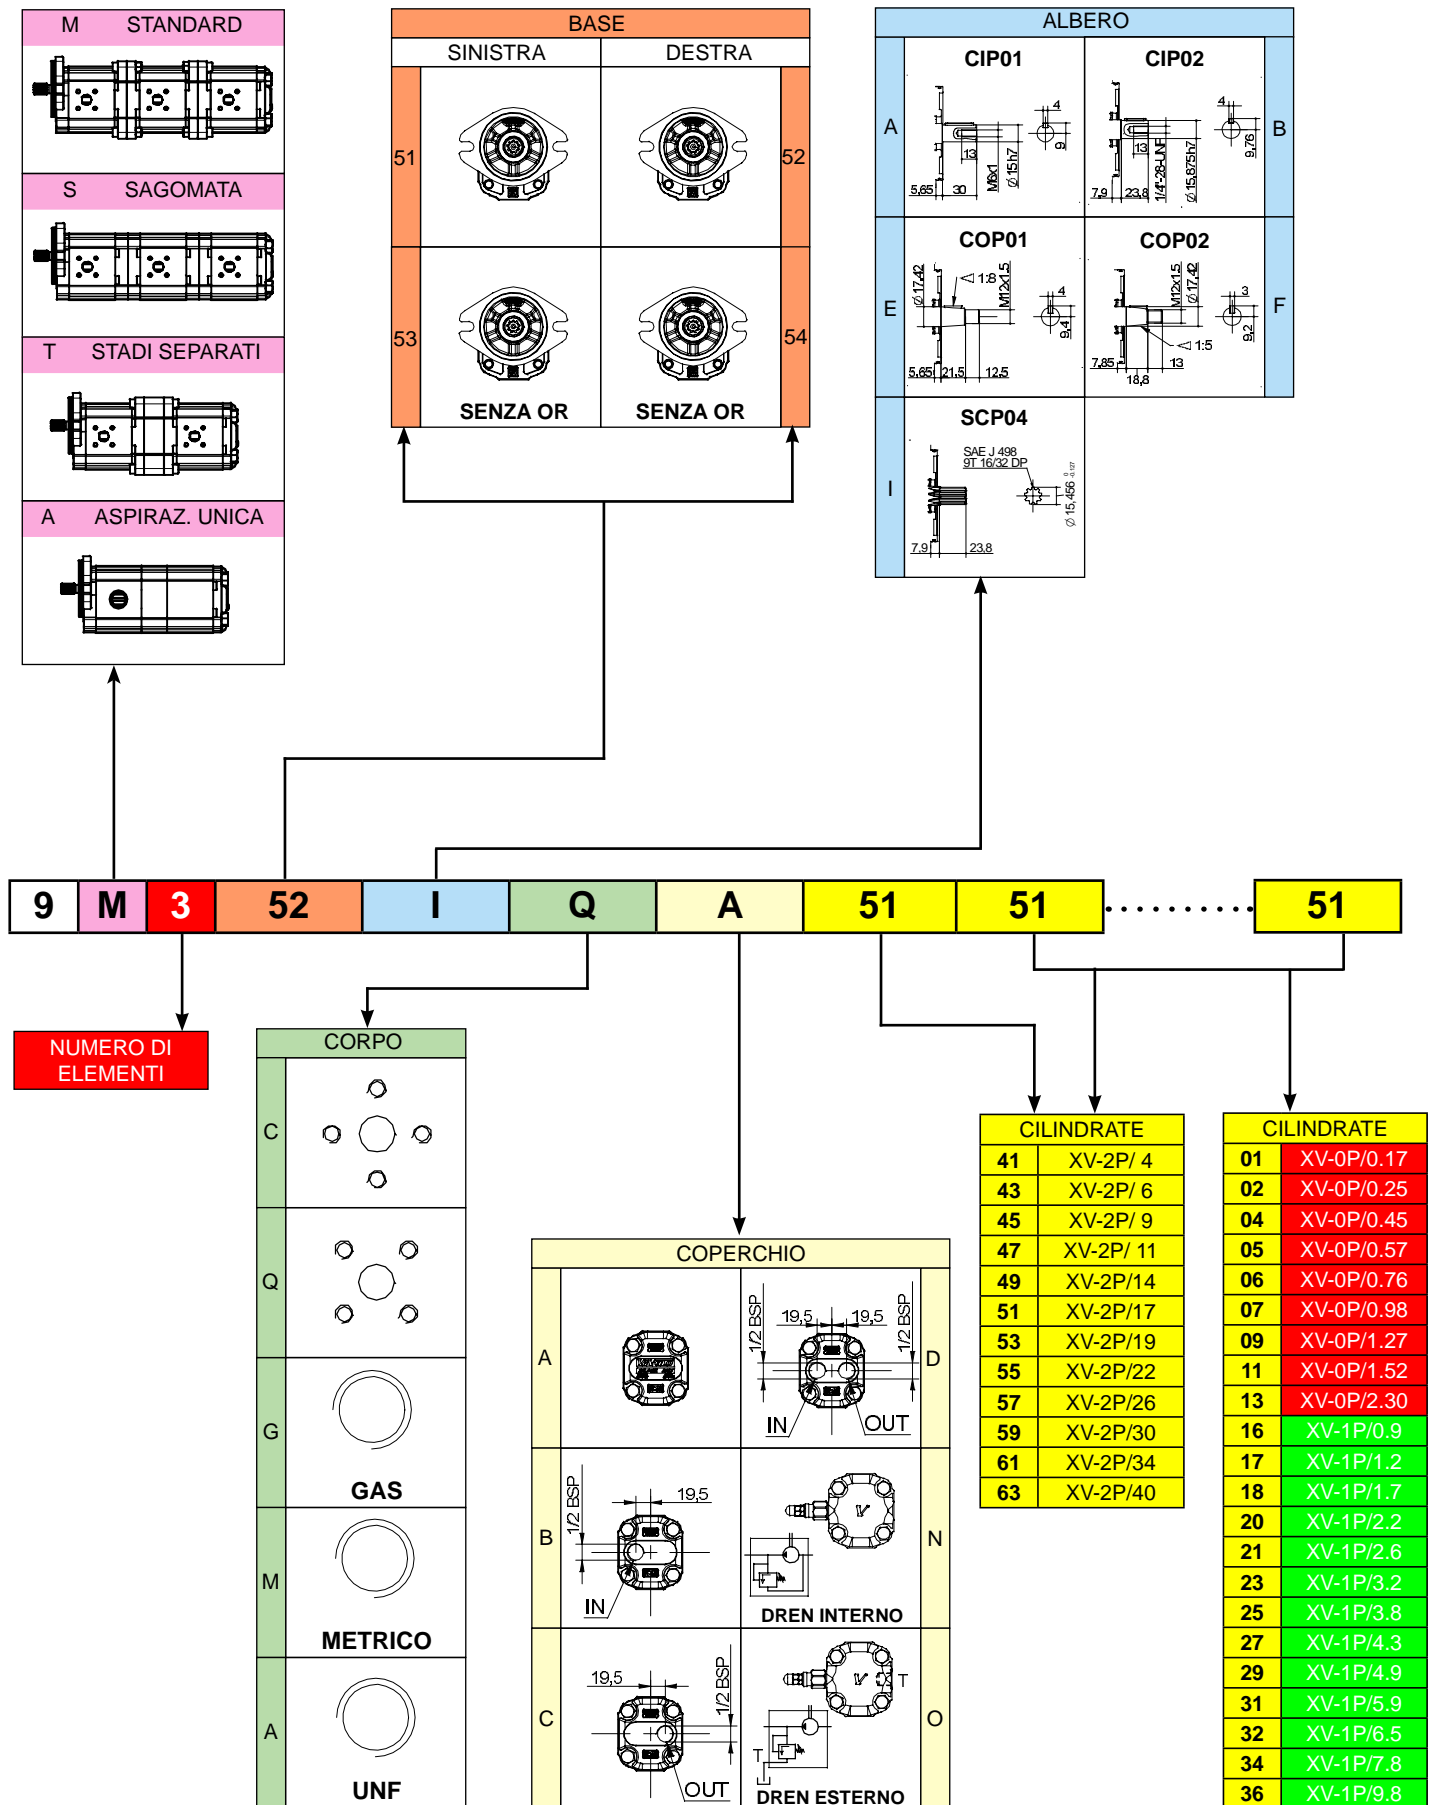 M STANDARD
S SAGOMATA
T STADI SEPARATI
A ASPIRAZ. UNICA
BASE
SINISTRA DESTRA
51 52
53 54
SENZA OR SENZA OR
ALBERO
CIP01 CIP02
A B
4
9
13
M6x1
Ø 15h7
5,65 30
4
9,76
13
1/4"-28-UNF
Ø 15,875h7
7,9 23,8
COP01 COP02
E F
Ø 17,42
1:8
M12x1.5
4
9,4
5,65 21,5 12,5
M12x1.5
Ø 17,42
3
9,2
1:5
7,85 18,8 13
SCP04
I
SAE J 498
9T 16/32 DP
Ø 15,456 0 -0.127
7,9 23,8
9 M 3 52 I Q A 51 51 .......... 51
NUMERO DI
ELEMENTI
CORPO
C
Q
G
GAS
M
METRICO
A
UNF
COPERCHIO
A D
1/2 BSP 19,5 19,5 1/2 BSP
IN OUT
B N
1/2 BSP 19,5
IN
DREN INTERNO
C O
19,5 1/2 BSP
OUT
T
T
DREN ESTERNO
CILINDRATE
41 XV-2P/ 4
43 XV-2P/ 6
45 XV-2P/ 9
47 XV-2P/ 11
49 XV-2P/14
51 XV-2P/17
53 XV-2P/19
55 XV-2P/22
57 XV-2P/26
59 XV-2P/30
61 XV-2P/34
63 XV-2P/40
CILINDRATE
01 XV-0P/0.17
02 XV-0P/0.25
04 XV-0P/0.45
05 XV-0P/0.57
06 XV-0P/0.76
07 XV-0P/0.98
09 XV-0P/1.27
11 XV-0P/1.52
13 XV-0P/2.30
16 XV-1P/0.9
17 XV-1P/1.2
18 XV-1P/1.7
20 XV-1P/2.2
21 XV-1P/2.6
23 XV-1P/3.2
25 XV-1P/3.8
27 XV-1P/4.3
29 XV-1P/4.9
31 XV-1P/5.9
32 XV-1P/6.5
34 XV-1P/7.8
36 XV-1P/9.8